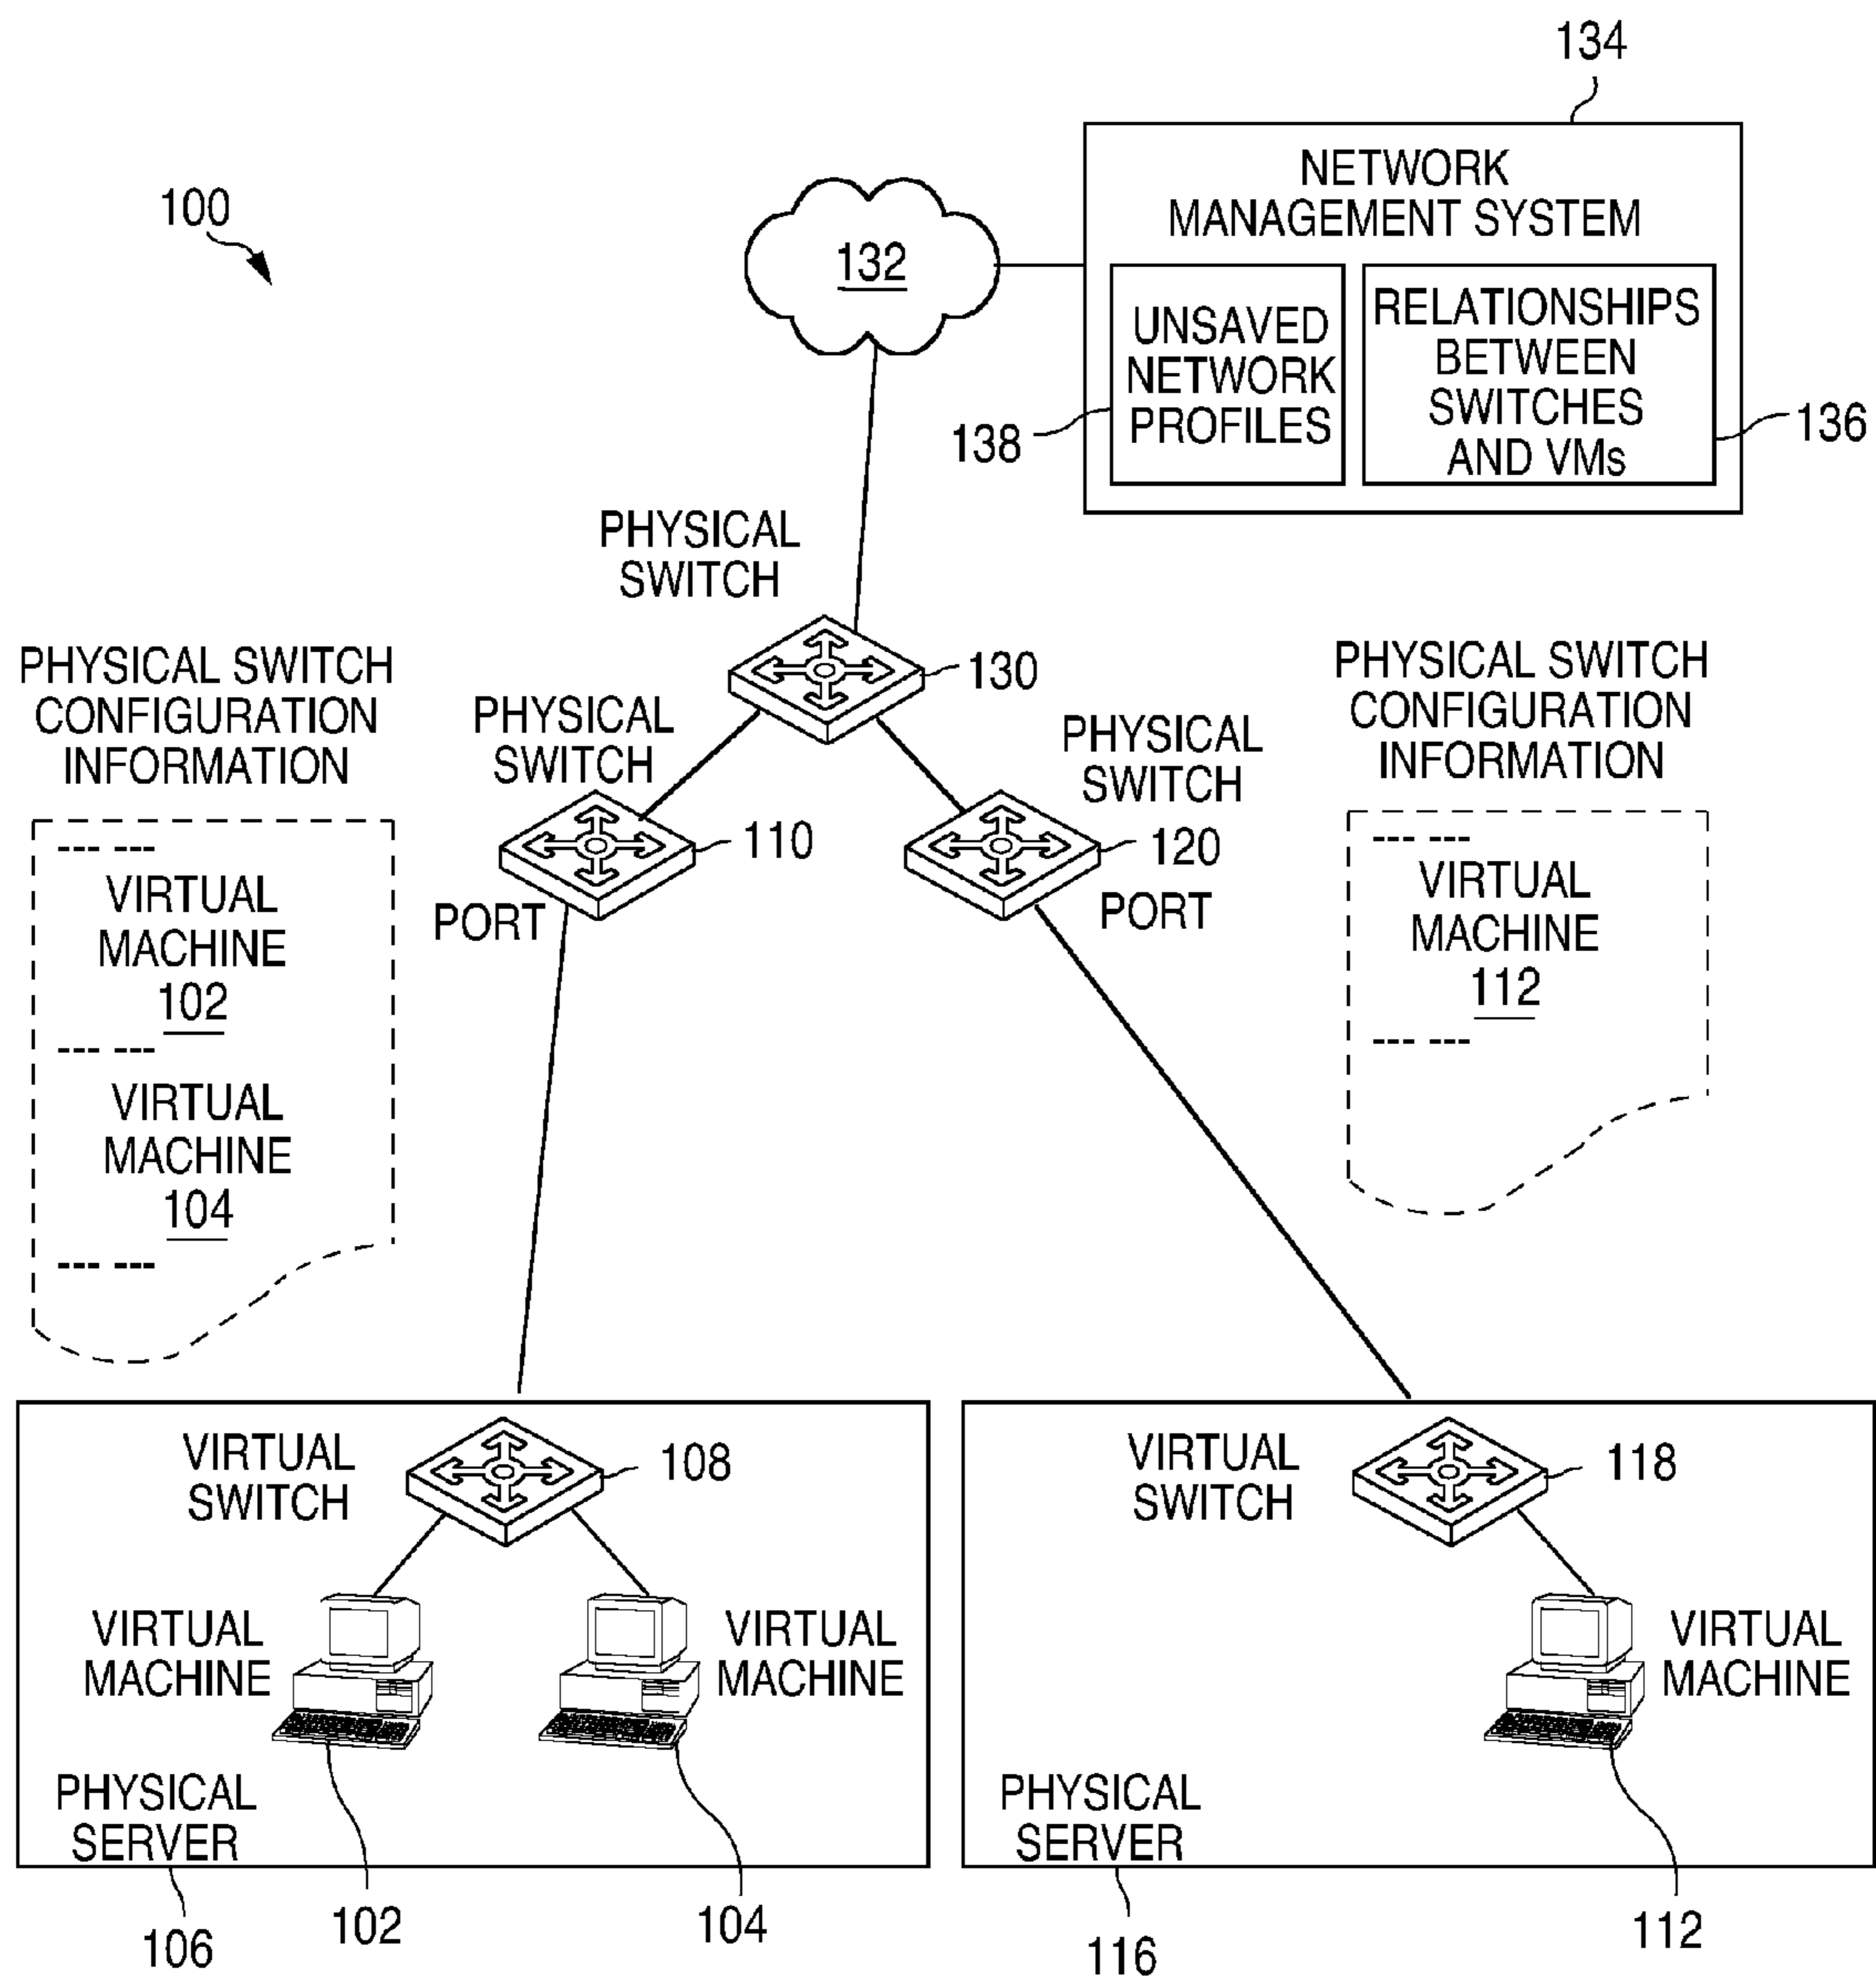 134
NETWORK
MANAGEMENT SYSTEM
100
132
UNSAVED
NETWORK
PROFILES
138
RELATIONSHIPS
BETWEEN
SWITCHES
AND VMs
136
PHYSICAL
SWITCH
130
PHYSICAL SWITCH
CONFIGURATION
INFORMATION
PHYSICAL
SWITCH
110
PORT
PHYSICAL
SWITCH
120
PORT
PHYSICAL SWITCH
CONFIGURATION
INFORMATION
--- ---
VIRTUAL
MACHINE
102
--- ---
VIRTUAL
MACHINE
104
--- ---
--- ---
VIRTUAL
MACHINE
112
--- ---
VIRTUAL
SWITCH
108
VIRTUAL
MACHINE
VIRTUAL
MACHINE
PHYSICAL
SERVER
106
102
104
VIRTUAL
SWITCH
118
VIRTUAL
MACHINE
PHYSICAL
SERVER
116
112